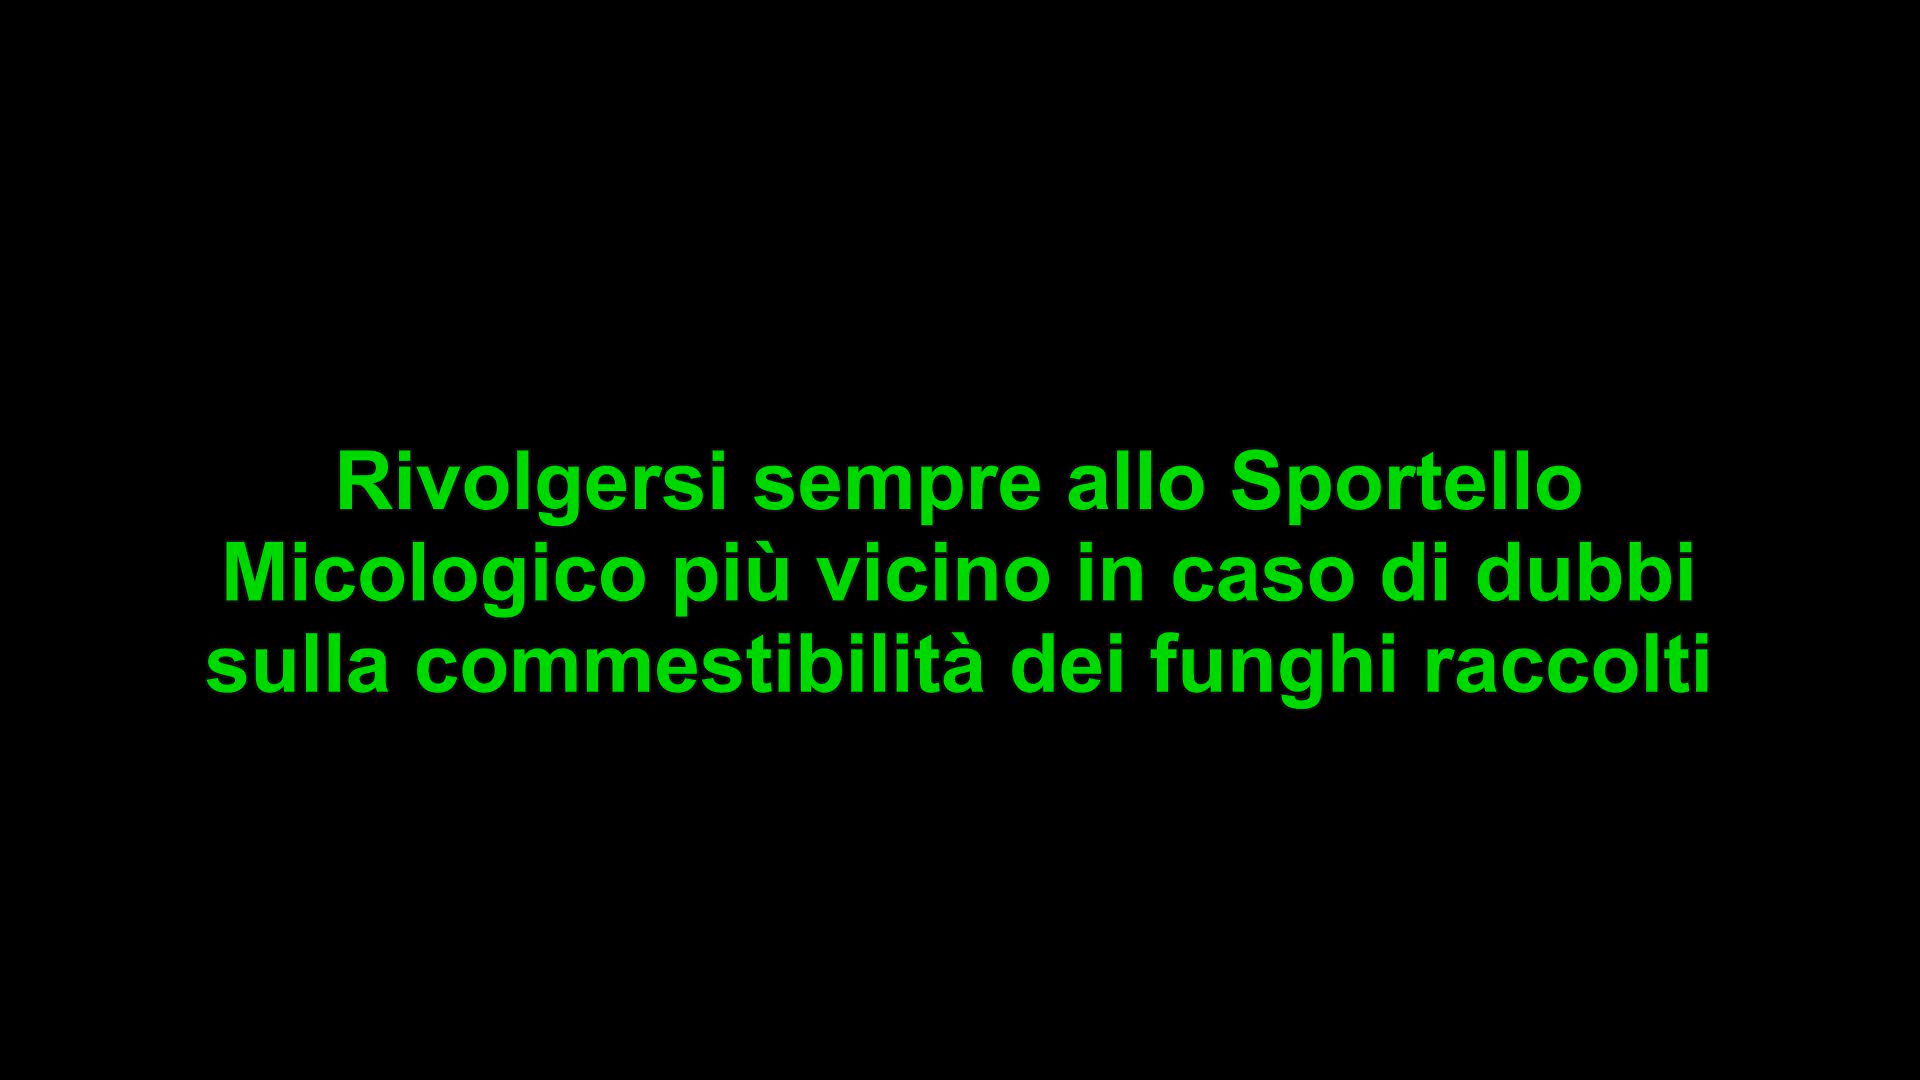 Rivolgersi sempre allo Sportello
Micologico più vicino in caso di dubbi
sulla commestibilità dei funghi raccolti